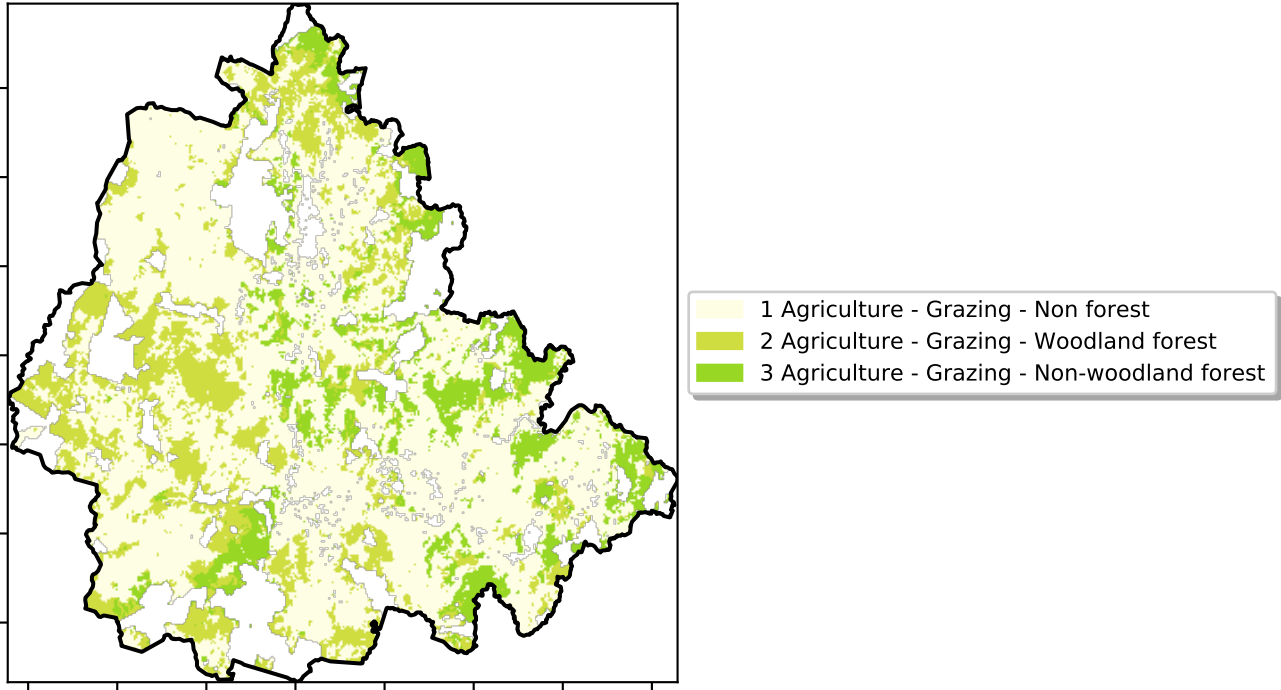 1 Agriculture - Grazing - Non forest
2 Agriculture - Grazing - Woodland forest
3 Agriculture - Grazing - Non-woodland forest